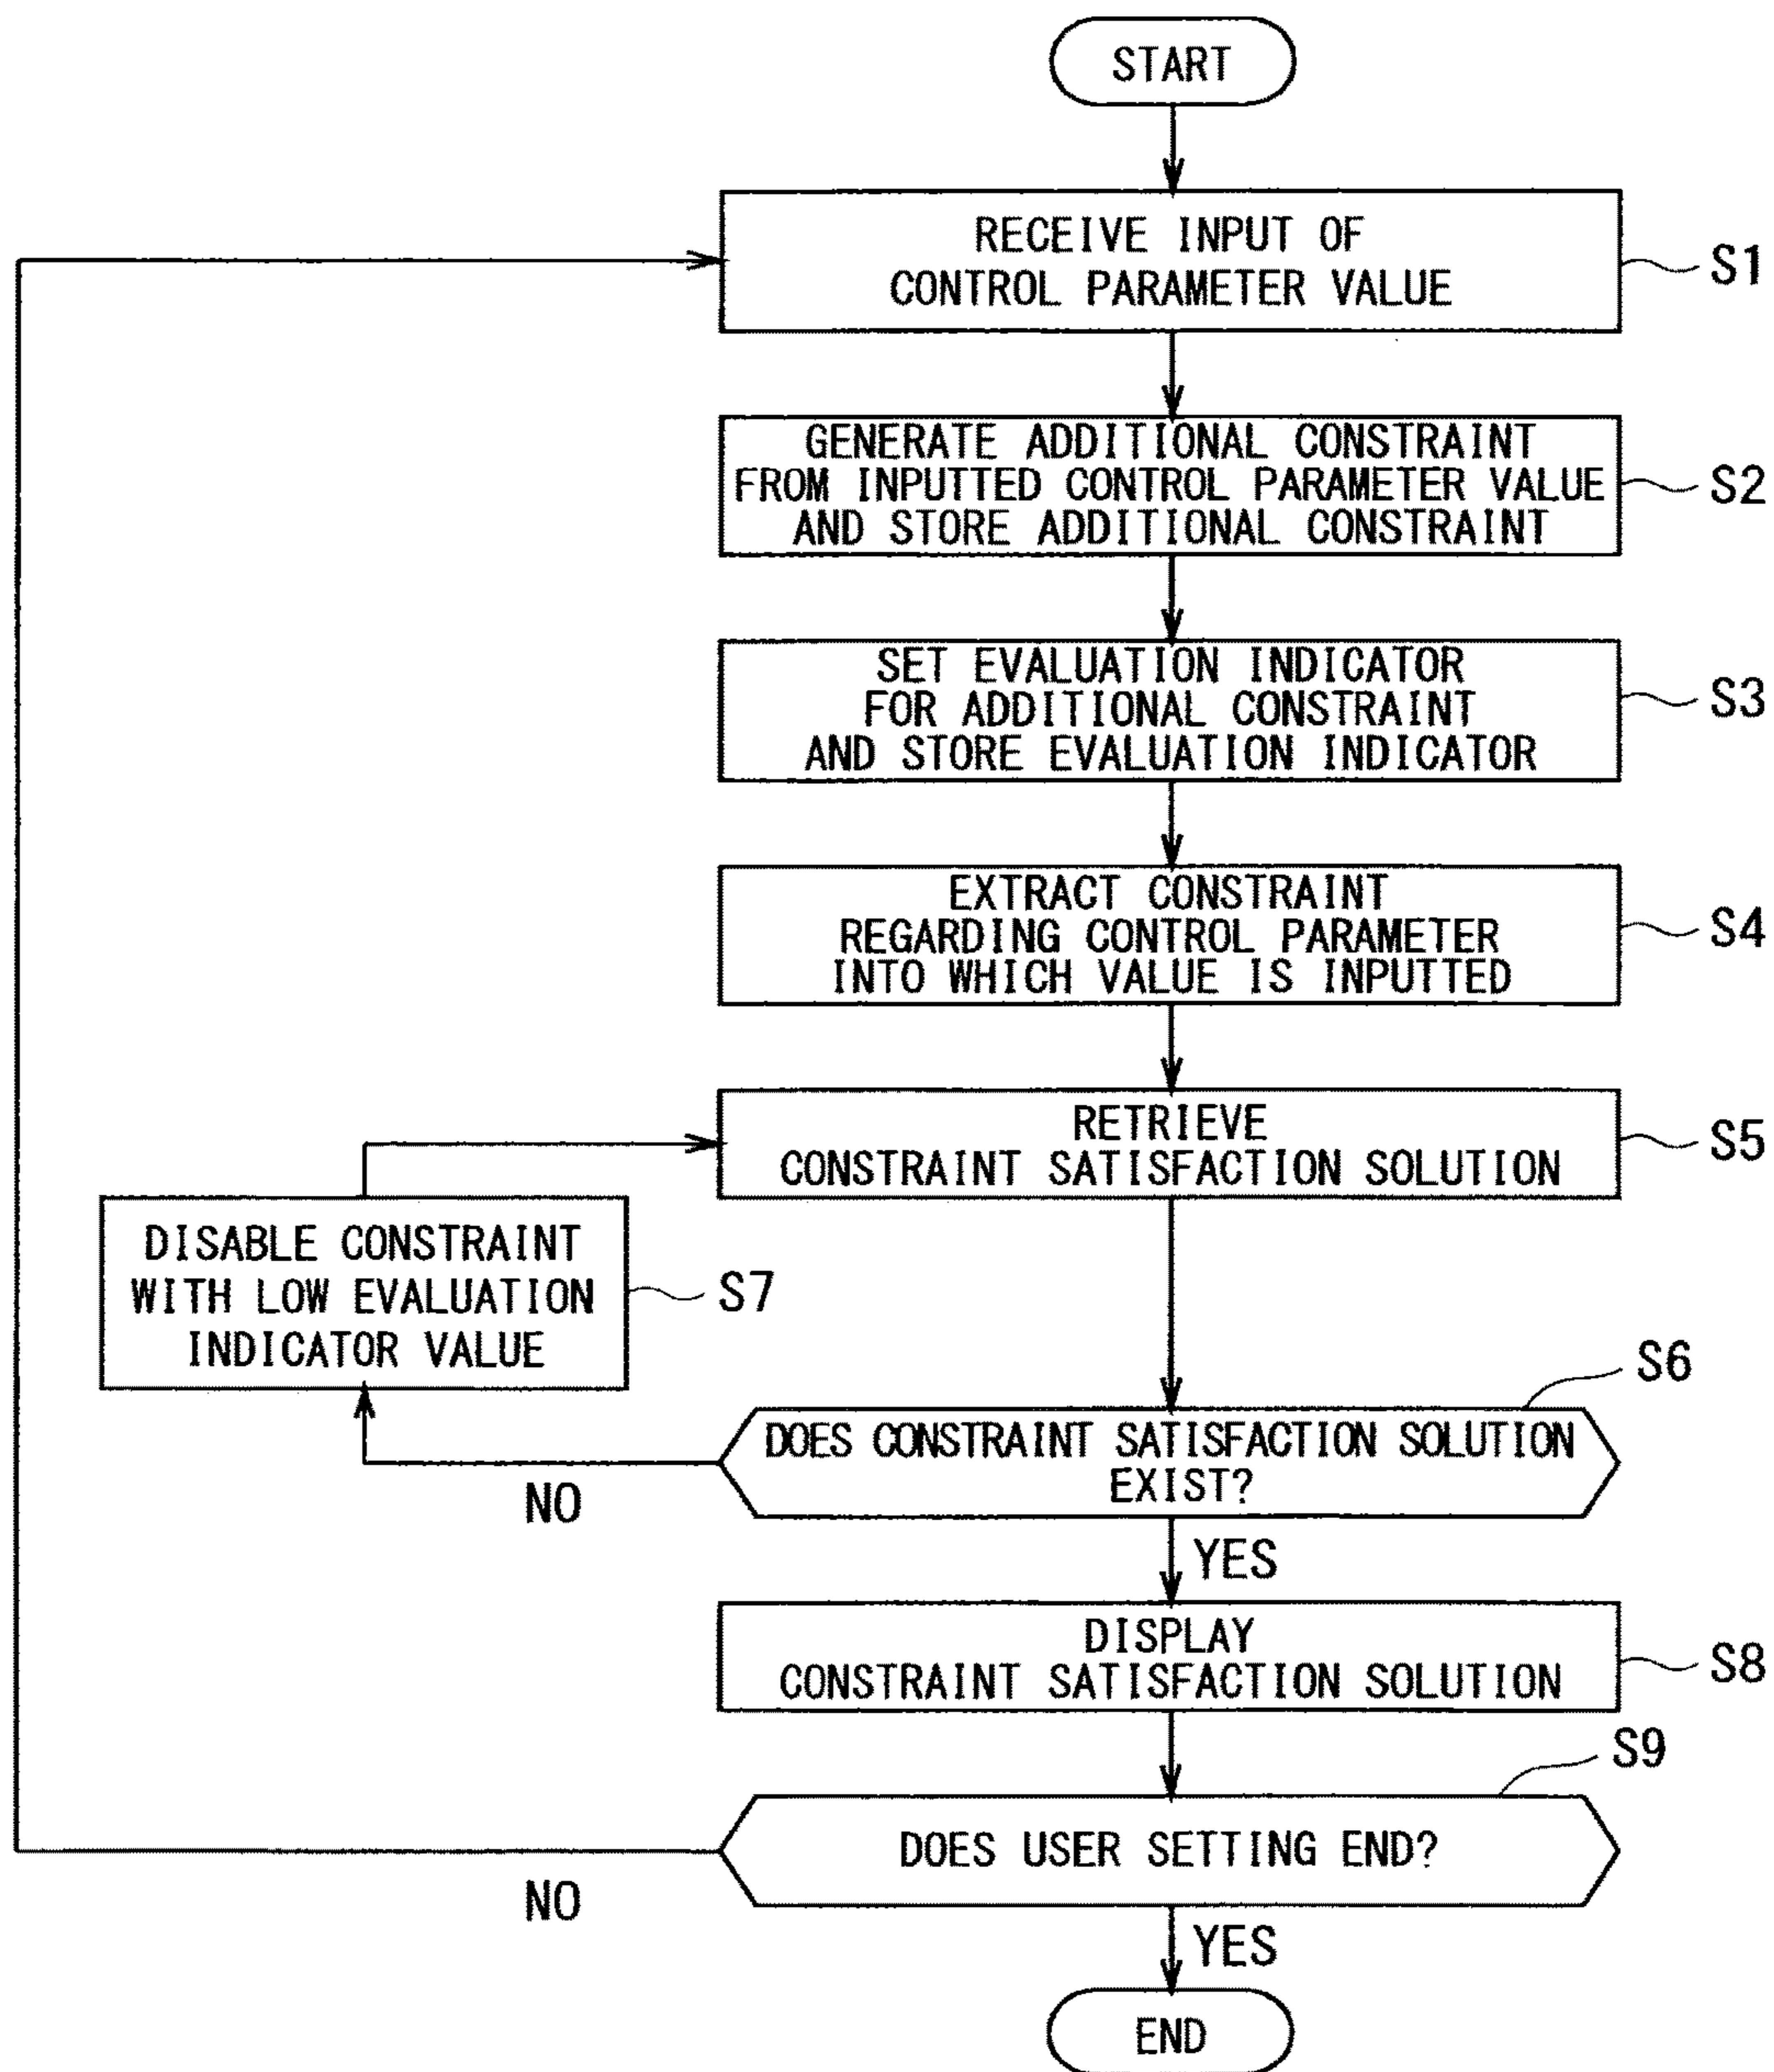 START
RECEIVE INPUT OF
CONTROL PARAMETER VALUE
S1
GENERATE ADDITIONAL CONSTRAINT
FROM INPUTTED CONTROL PARAMETER VALUE
AND STORE ADDITIONAL CONSTRAINT
S2
SET EVALUATION INDICATOR
FOR ADDITIONAL CONSTRAINT
AND STORE EVALUATION INDICATOR
S3
EXTRACT CONSTRAINT
REGARDING CONTROL PARAMETER
INTO WHICH VALUE IS INPUTTED
S4
RETRIEVE
CONSTRAINT SATISFACTION SOLUTION
S5
DISABLE CONSTRAINT
WITH LOW EVALUATION
INDICATOR VALUE
S7
S6
DOES CONSTRAINT SATISFACTION SOLUTION
EXIST?
NO
YES
DISPLAY
CONSTRAINT SATISFACTION SOLUTION
S8
S9
DOES USER SETTING END?
NO
YES
END